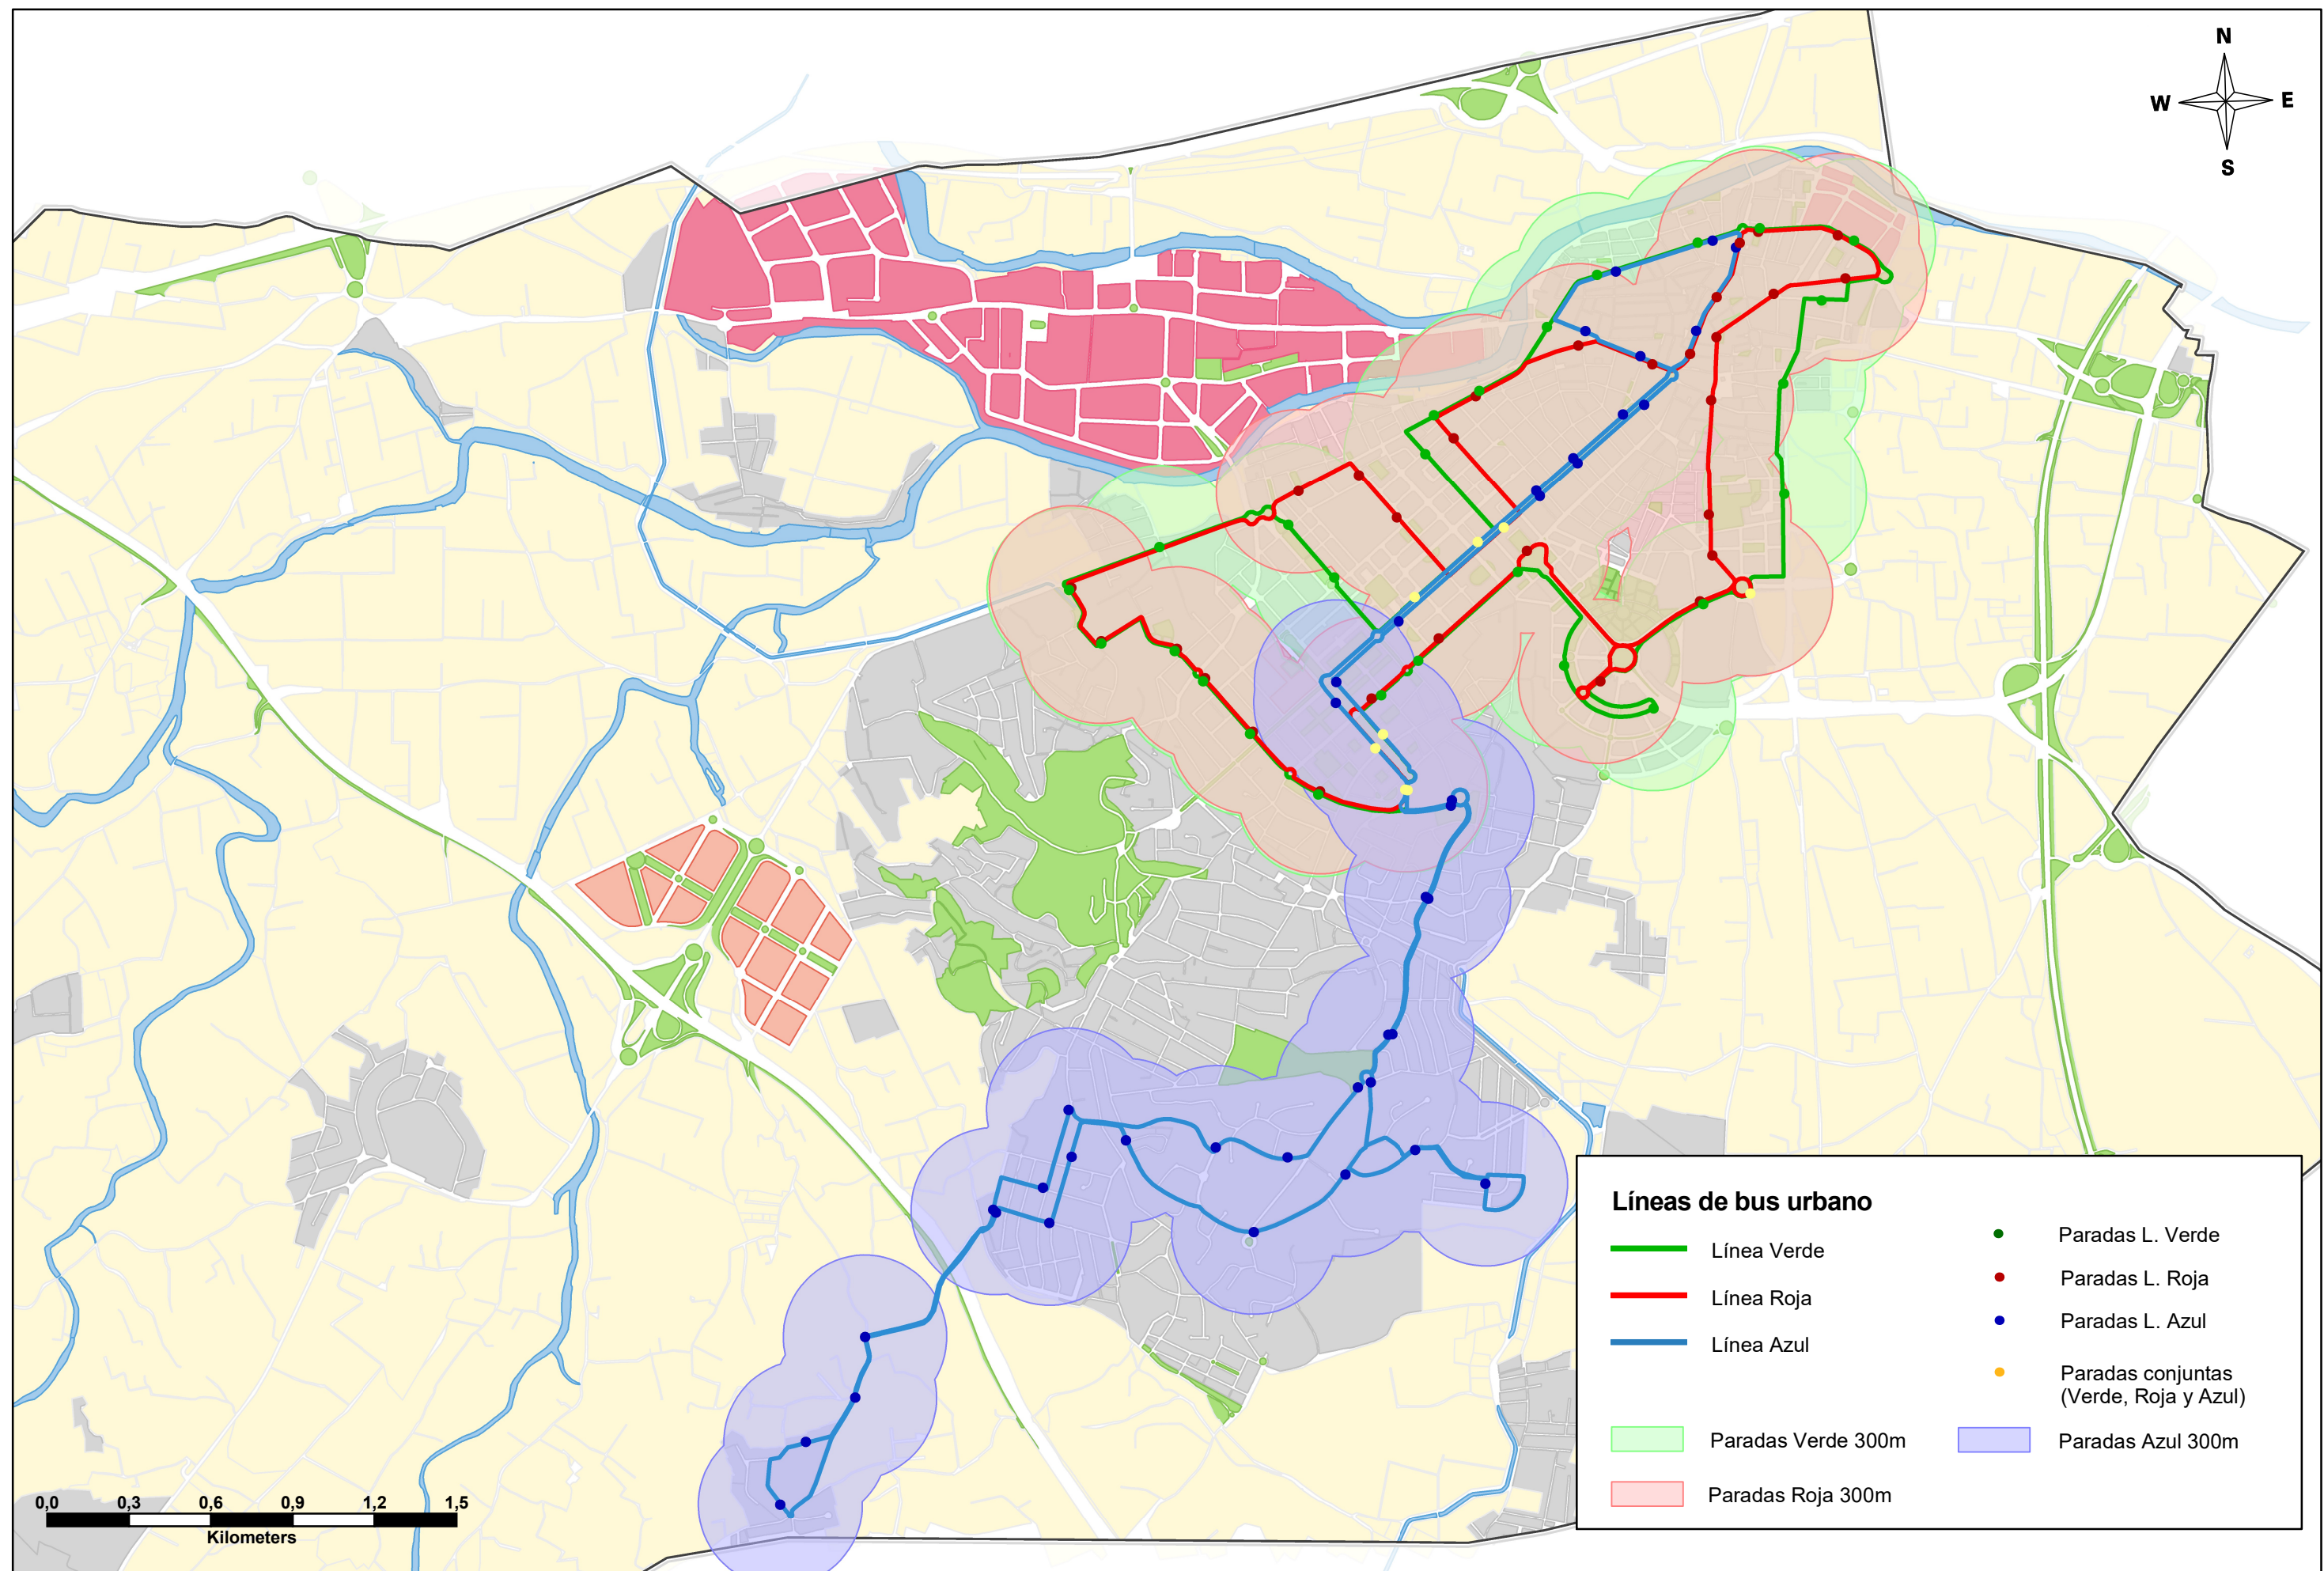 N
W E
S
Líneas de bus urbano
Línea Verde
Línea Roja
Línea Azul
Paradas L. Verde
Paradas L. Roja
Paradas L. Azul
Paradas conjuntas
(Verde, Roja y Azul)
Paradas Verde 300m
Paradas Azul 300m
Paradas Roja 300m
0,0 0,3 0,6 0,9 1,2 1,5
Kilometers